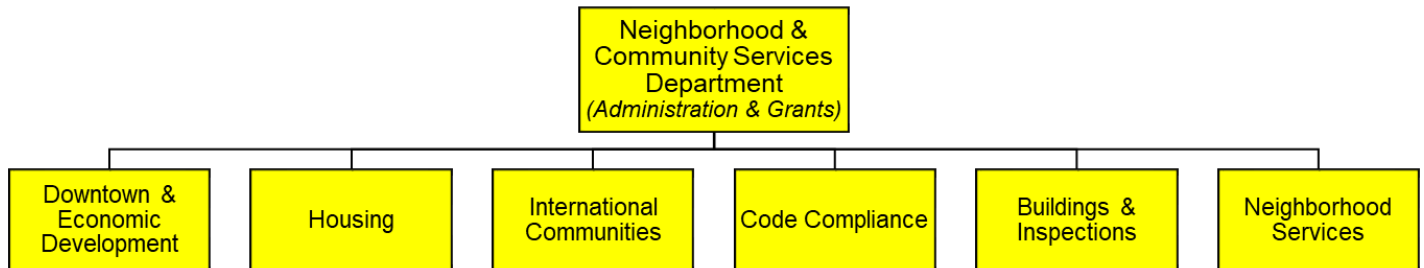 Neighborhood &
Community Services
Department
(Administration & Grants)
Downtown &
Economic
Development
Housing
International
Communities
Code Compliance
Buildings &
Inspections
Neighborhood
Services